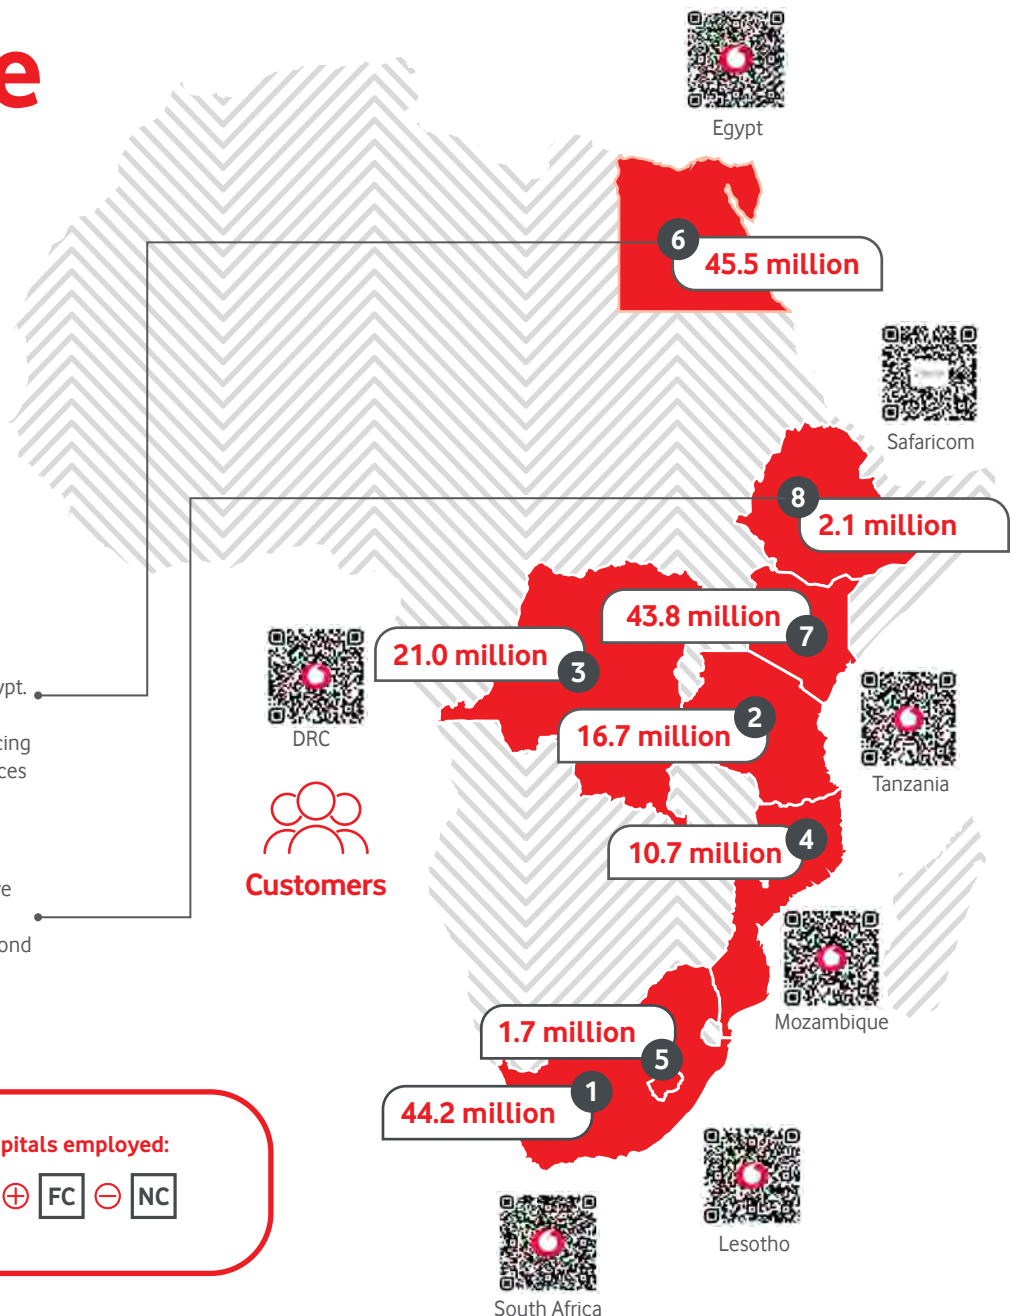 e
Egypt
6
45.5 million
Safaricom
8
2.1 million
43.8 million
7
21.0 million
3
ypt.
cing
ces
DRC
16.7 million
2
Tanzania
10.7 million
4
Customers
ond
Mozambique
1.7 million
5
44.2 million
1
pitals employed:
FC
NC
Lesotho
South Africa